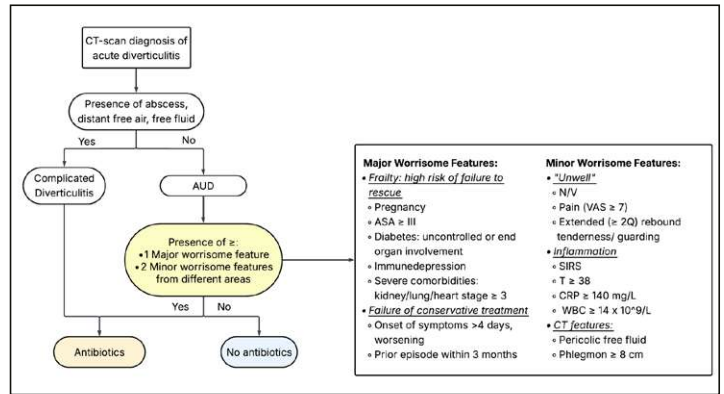 CT-scan diagnosis of
acute diverticulitis
Presence of abscess,
distant free air, free fluid
Yes
No
Complicated
Diverticulitis
AUD
Presence of ≥:
• 1 Major worrisome feature
• 2 Minor worrisome features
from different areas
Yes
No
Antibiotics
No antibiotics
Major Worrisome Features:
• Frailty: high risk of failure to
rescue
∘ Pregnancy
∘ ASA ≥ III
∘ Diabetes: uncontrolled or end
organ involvement
∘ Immunedepression
∘ Severe comorbidities:
kidney/lung/heart stage ≥ 3
• Failure of conservative treatment
∘ Onset of symptoms >4 days,
worsening
∘ Prior episode within 3 months
Minor Worrisome Features:
• "Unwell"
∘ N/V
∘ Pain (VAS ≥ 7)
∘ Extended (≥ 2Q) rebound
tenderness/ guarding
• Inflammation
∘ SIRS
∘ T ≥ 38
∘ CRP ≥ 140 mg/L
∘ WBC ≥ 14 x 10^9/L
• CT features:
∘ Pericolic free fluid
∘ Phlegmon ≥ 8 cm